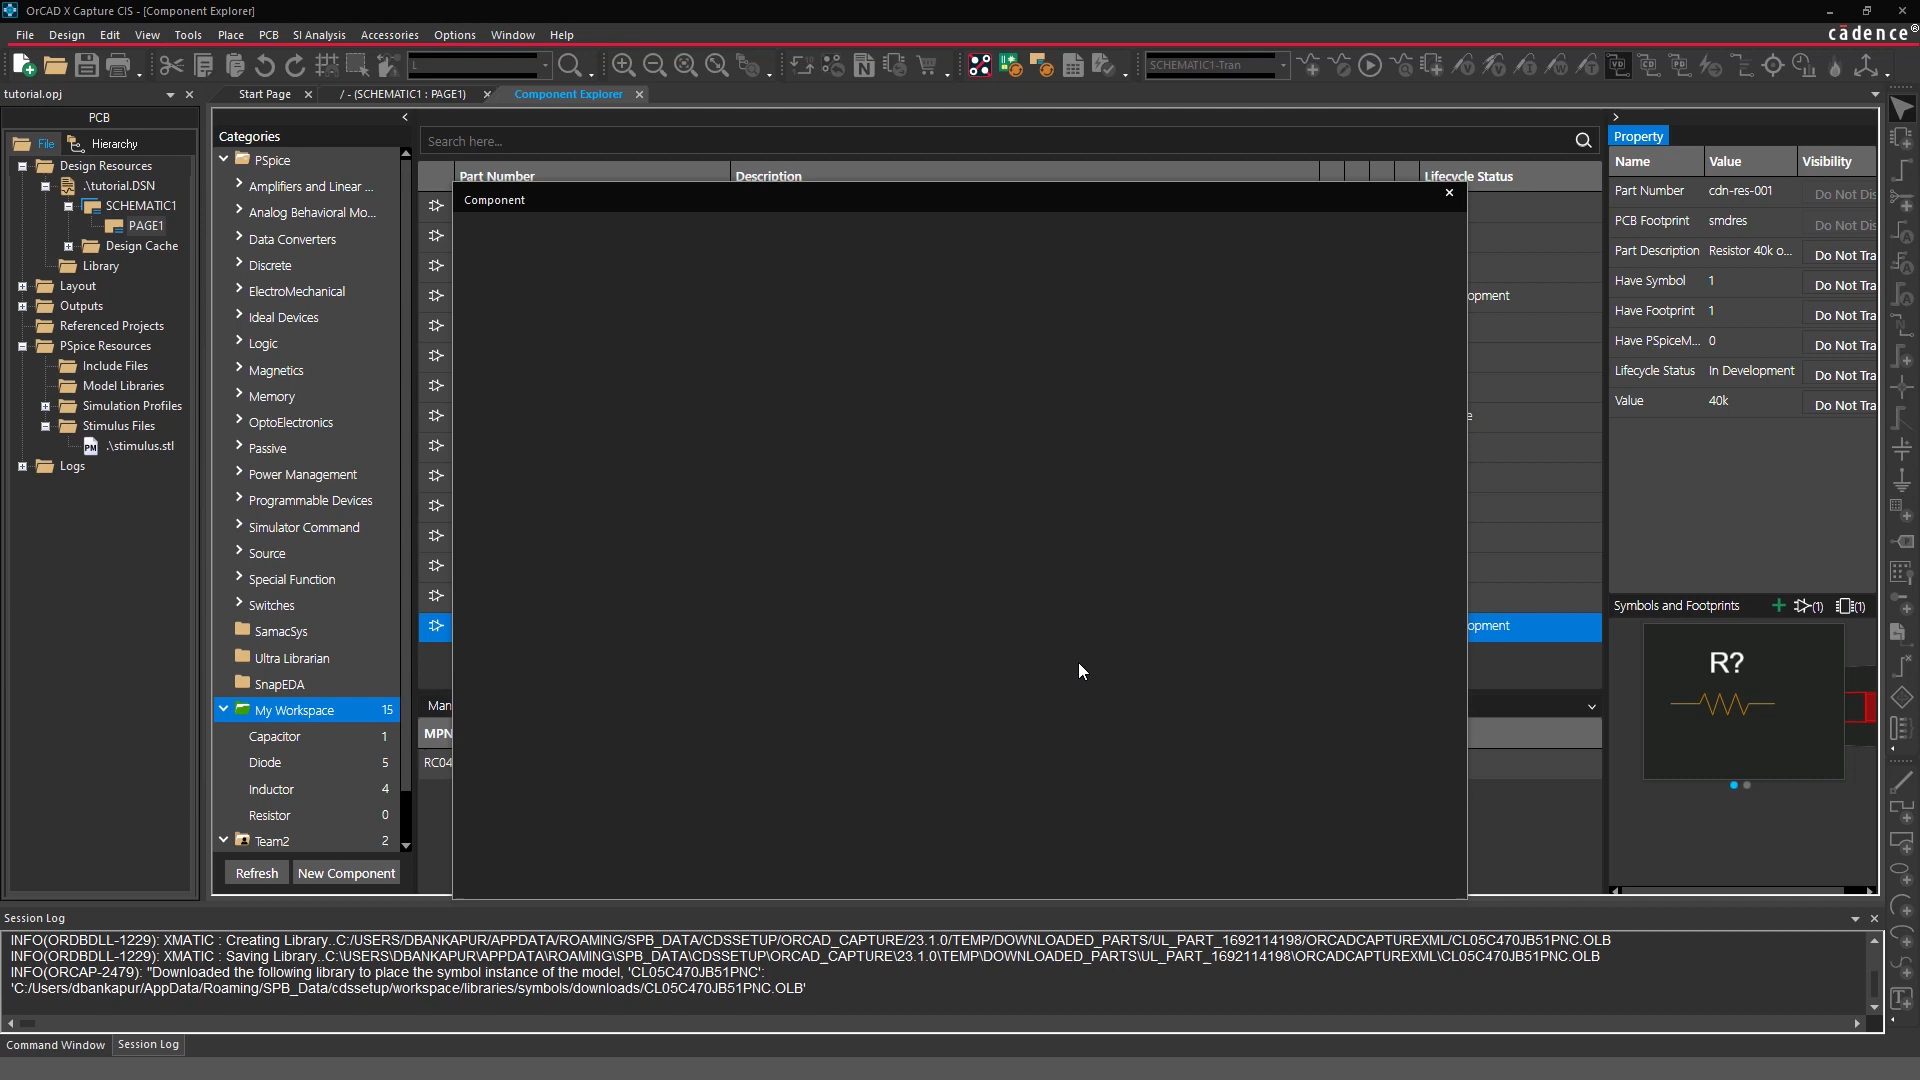 OrCAD X Capture CIS - [Component Explorer]
File Design Edit View Tools Place PCB SI Analysis Accessories Options Window Help
cādence®
L
SCHEMATIC1-Tran
tutorial.opj
Start Page
/ - (SCHEMATIC1 : PAGE1)
Component Explorer
PCB
File
Hierarchy
Design Resources
.\tutorial.DSN
SCHEMATIC1
PAGE1
Design Cache
Library
Layout
Outputs
Referenced Projects
PSpice Resources
Include Files
Model Libraries
Simulation Profiles
Stimulus Files
.\stimulus.stl
Logs
Categories
PSpice
Amplifiers and Linear ...
Analog Behavioral Mo...
Data Converters
Discrete
ElectroMechanical
Ideal Devices
Logic
Magnetics
Memory
OptoElectronics
Passive
Power Management
Programmable Devices
Simulator Command
Source
Special Function
Switches
SamacSys
Ultra Librarian
SnapEDA
My Workspace 15
Capacitor 1
Diode 5
Inductor 4
Resistor 0
Team2 2
Refresh
New Component
Search here...
Part Number Description Lifecycle Status
Component
opment
e
opment
Man
MPN
RC04
Property
Name Value Visibility
Part Number cdn-res-001 Do Not Dis
PCB Footprint smdres Do Not Dis
Part Description Resistor 40k o... Do Not Tra
Have Symbol 1 Do Not Tra
Have Footprint 1 Do Not Tra
Have PSpiceM... 0 Do Not Tra
Lifecycle Status In Development Do Not Tra
Value 40k Do Not Tra
Symbols and Footprints (1) (1)
R?
Session Log
INFO(ORDBDLL-1229): XMATIC : Creating Library..C:/USERS/DBANKAPUR/APPDATA/ROAMING/SPB_DATA/CDSSETUP/ORCAD_CAPTURE/23.1.0/TEMP/DOWNLOADED_PARTS/UL_PART_1692114198/ORCADCAPTUREXML/CL05C470JB51PNC.OLB
INFO(ORDBDLL-1229): XMATIC : Saving Library..C:\USERS\DBANKAPUR\APPDATA\ROAMING\SPB_DATA\CDSSETUP\ORCAD_CAPTURE\23.1.0\TEMP\DOWNLOADED_PARTS\UL_PART_1692114198\ORCADCAPTUREXML\CL05C470JB51PNC.OLB
INFO(ORCAP-2479): "Downloaded the following library to place the symbol instance of the model, 'CL05C470JB51PNC':
'C:/Users/dbankapur/AppData/Roaming/SPB_Data/cdssetup/workspace/libraries/symbols/downloads/CL05C470JB51PNC.OLB'
Command Window
Session Log